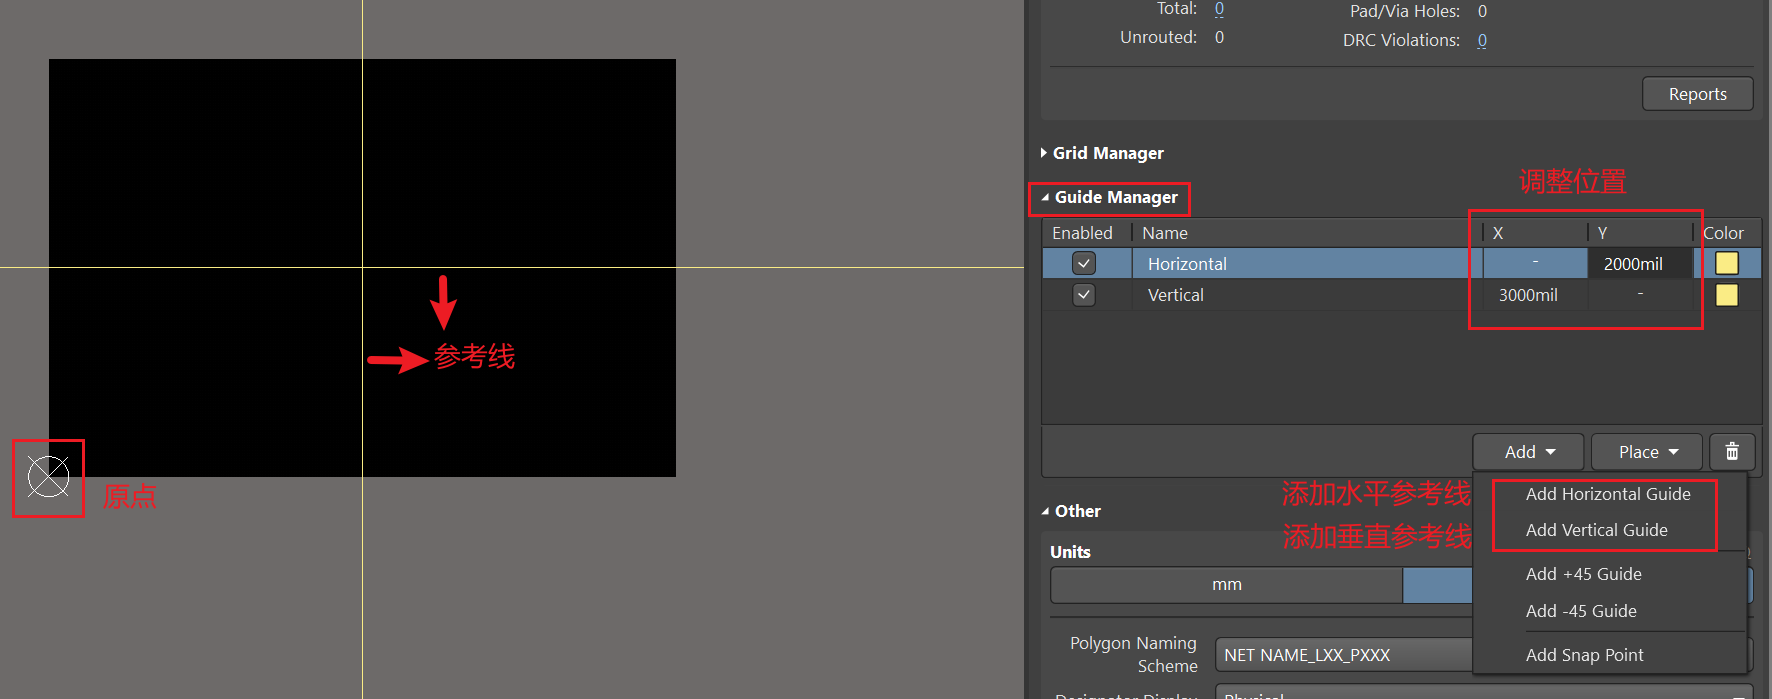 Total: 0
Pad/Via Holes: 0
Unrouted: 0
DRC Violations: 0
Reports
Grid Manager
调整位置
Guide Manager
Enabled Name X Y Color
Horizontal - 2000mil
Vertical 3000mil -
参考线
原点
Add Place
添加水平参考线
Add Horizontal Guide
添加垂直参考线
Add Vertical Guide
Add +45 Guide
Add -45 Guide
Add Snap Point
Other
Units
mm
Polygon Naming
Scheme
NET NAME_LXX_PXXX
Designator Display Physical